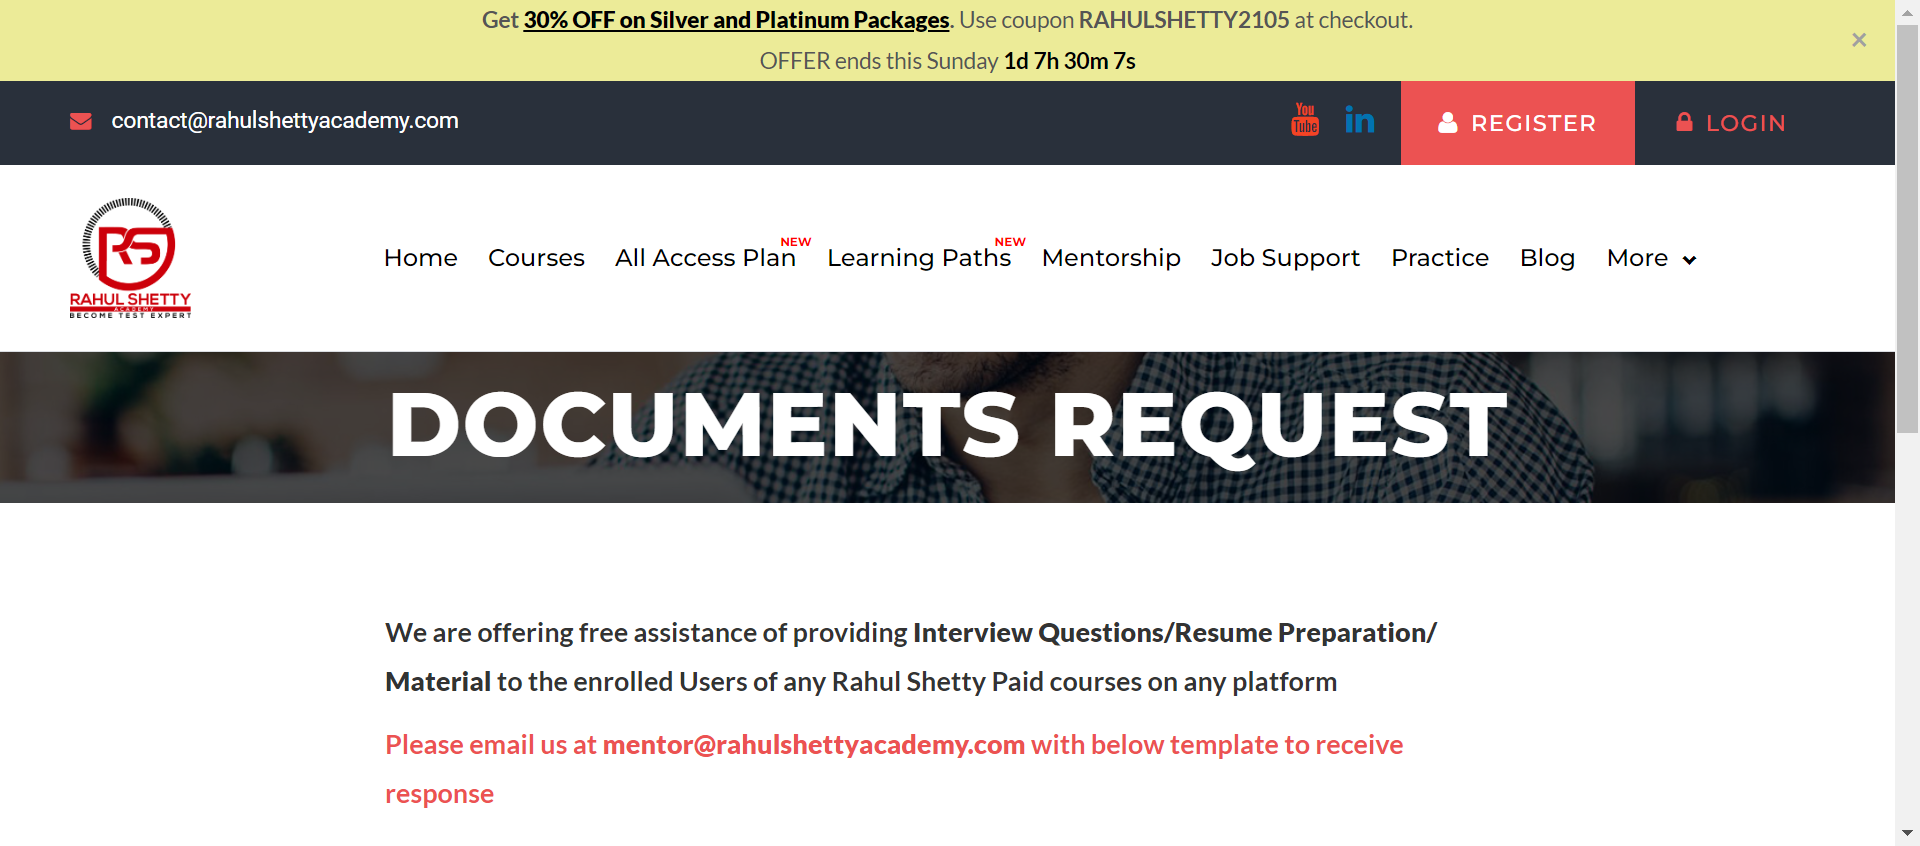 Get 30% OFF on Silver and Platinum Packages. Use coupon RAHULSHETTY2105 at checkout.
OFFER ends this Sunday 1d 7h 30m 7s
×
contact@rahulshettyacademy.com
You
Tube
in
REGISTER
LOGIN
RS
RAHUL SHETTY
ACADEMY
BECOME TEST EXPERT
Home Courses All Access Plan NEW Learning Paths NEW Mentorship Job Support Practice Blog More
DOCUMENTS REQUEST
We are offering free assistance of providing Interview Questions/Resume Preparation/
Material to the enrolled Users of any Rahul Shetty Paid courses on any platform
Please email us at mentor@rahulshettyacademy.com with below template to receive
response